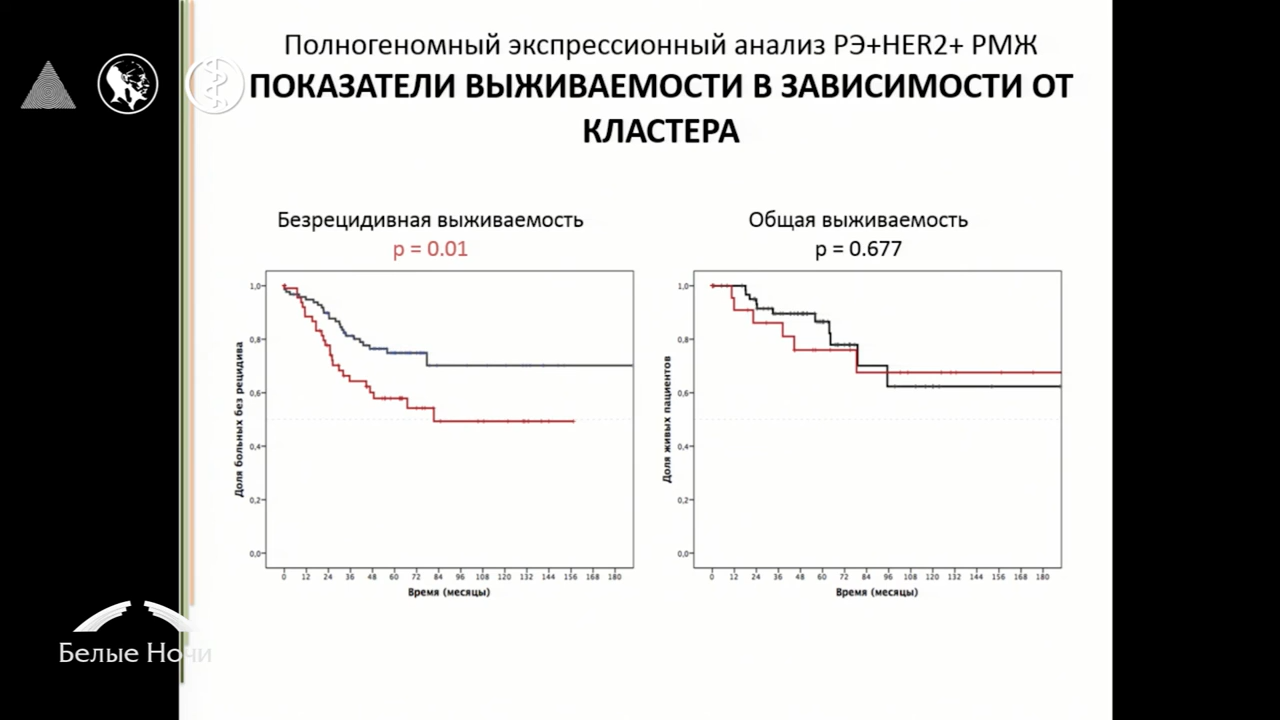 Полногеномный экспрессионный анализ РЭ+HER2+ РМЖ
ПОКАЗАТЕЛИ ВЫЖИВАЕМОСТИ В ЗАВИСИМОСТИ ОТ
КЛАСТЕРА
Безрецидивная выживаемость
p = 0.01
Доля больных без рецидива
1,0
0,8
0,6
0,4
0,2
0,0
0 12 24 36 48 60 72 84 96 108 120 132 144 156 168 180
Время (месяцы)
Общая выживаемость
p = 0.677
Доля живых пациентов
1,0
0,8
0,6
0,4
0,2
0,0
0 12 24 36 48 60 72 84 96 108 120 132 144 156 168 180
Время (месяцы)
Белые Ночи